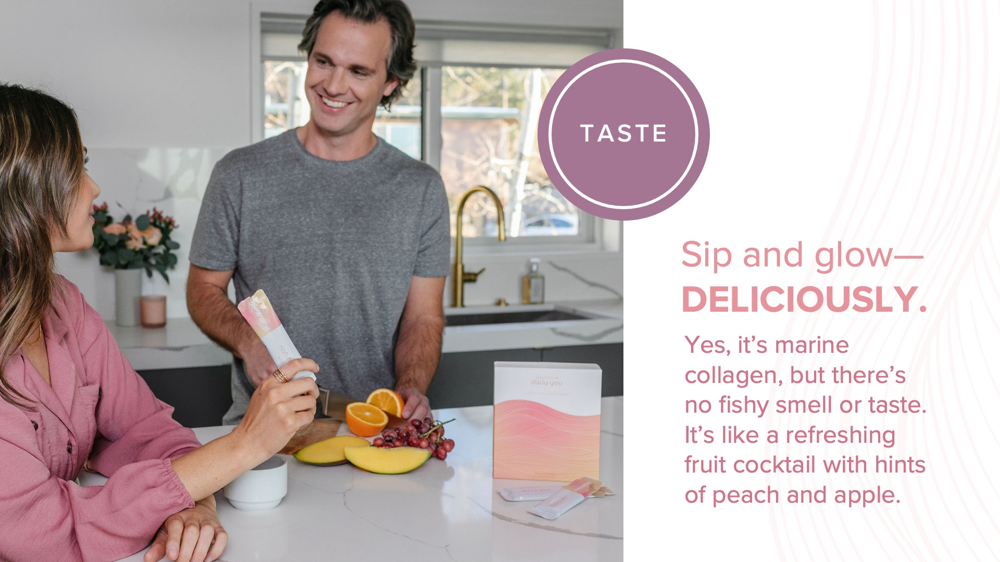 TASTE
Sip and glow—
DELICIOUSLY.
Yes, it’s marine
collagen, but there’s
no fishy smell or taste.
It’s like a refreshing
fruit cocktail with hints
of peach and apple.
daily·you